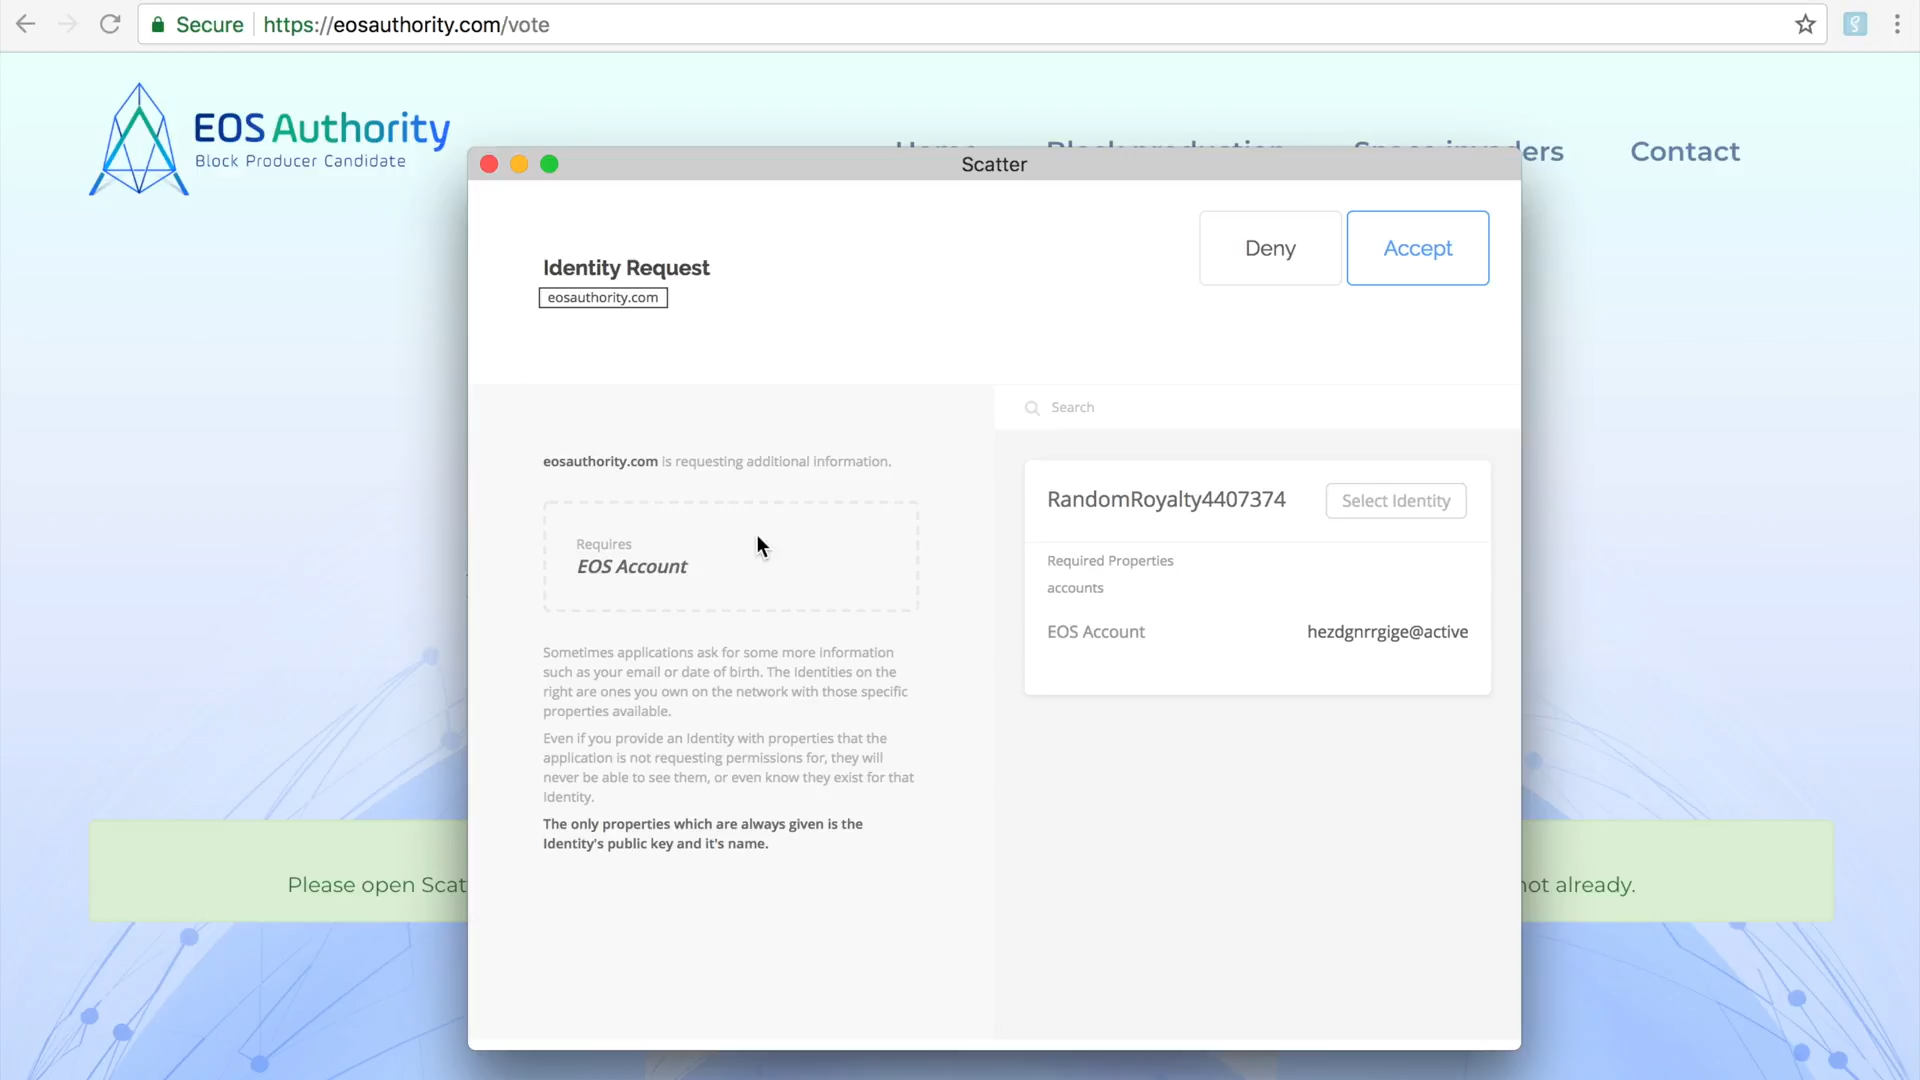 Secure https://eosauthority.com/vote
EOS Authority
Block Producer Candidate
Home Block production Space invaders Contact
Scatter
Deny Accept
Identity Request
eosauthority.com
Search
eosauthority.com is requesting additional information.
RandomRoyalty4407374 Select Identity
Requires
EOS Account
Required Properties
accounts
EOS Account hezdgnrrgige@active
Sometimes applications ask for some more information
such as your email or date of birth. The Identities on the
right are ones you own on the network with those specific
properties available.
Even if you provide an Identity with properties that the
application is not requesting permissions for, they will
never be able to see them, or even know they exist for that
Identity.
The only properties which are always given is the
Identity's public key and it's name.
Please open Scat
not already.